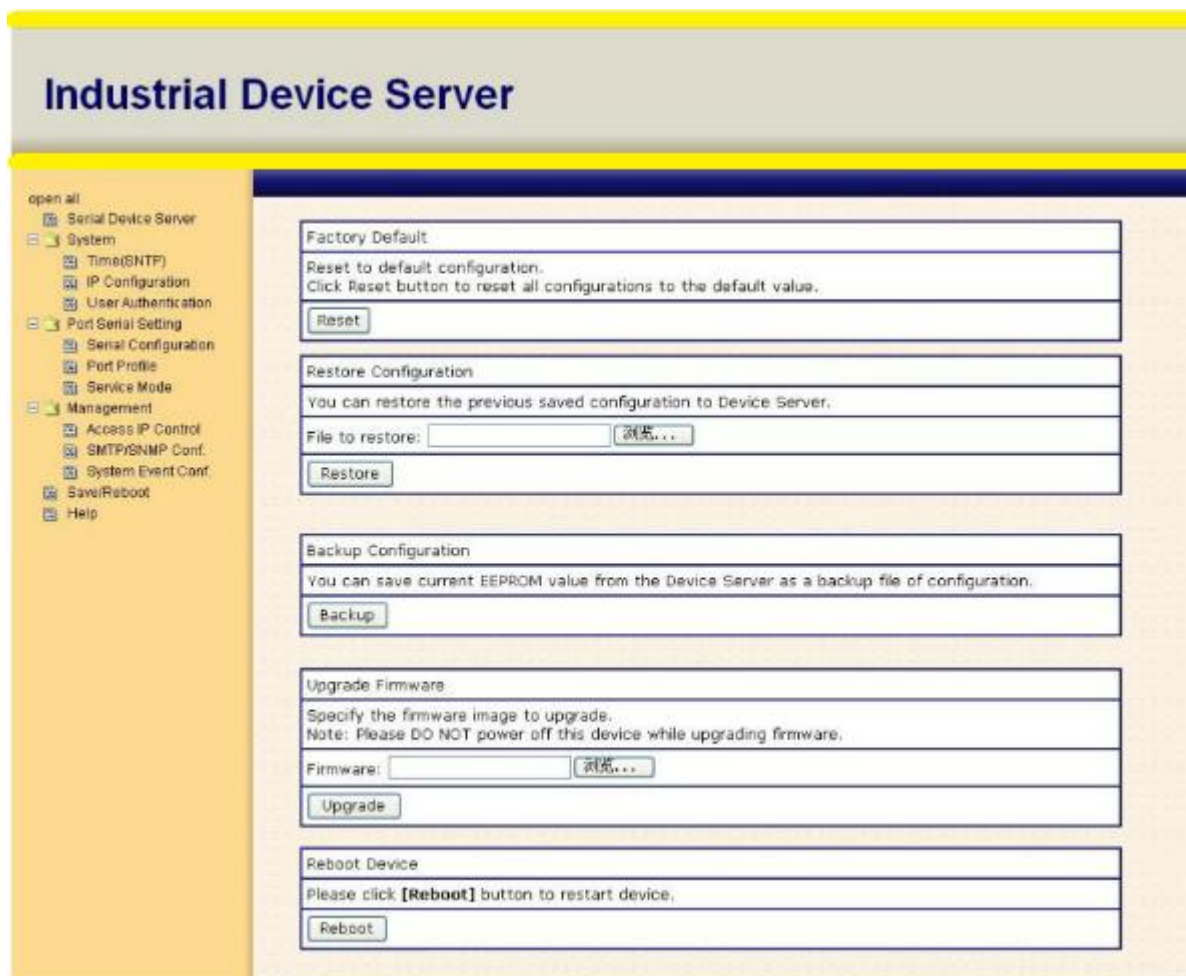 Industrial Device Server
open all
Serial Device Server
System
Time(SNTP)
IP Configuration
User Authentication
Port Serial Setting
Serial Configuration
Port Profile
Service Mode
Management
Access IP Control
SMTP/SNMP Conf.
System Event Conf.
Save/Reboot
Help
Factory Default
Reset to default configuration.
Click Reset button to reset all configurations to the default value.
Reset
Restore Configuration
You can restore the previous saved configuration to Device Server.
File to restore: 浏览...
Restore
Backup Configuration
You can save current EEPROM value from the Device Server as a backup file of configuration.
Backup
Upgrade Firmware
Specify the firmware image to upgrade.
Note: Please DO NOT power off this device while upgrading firmware.
Firmware: 浏览...
Upgrade
Reboot Device
Please click [Reboot] button to restart device.
Reboot